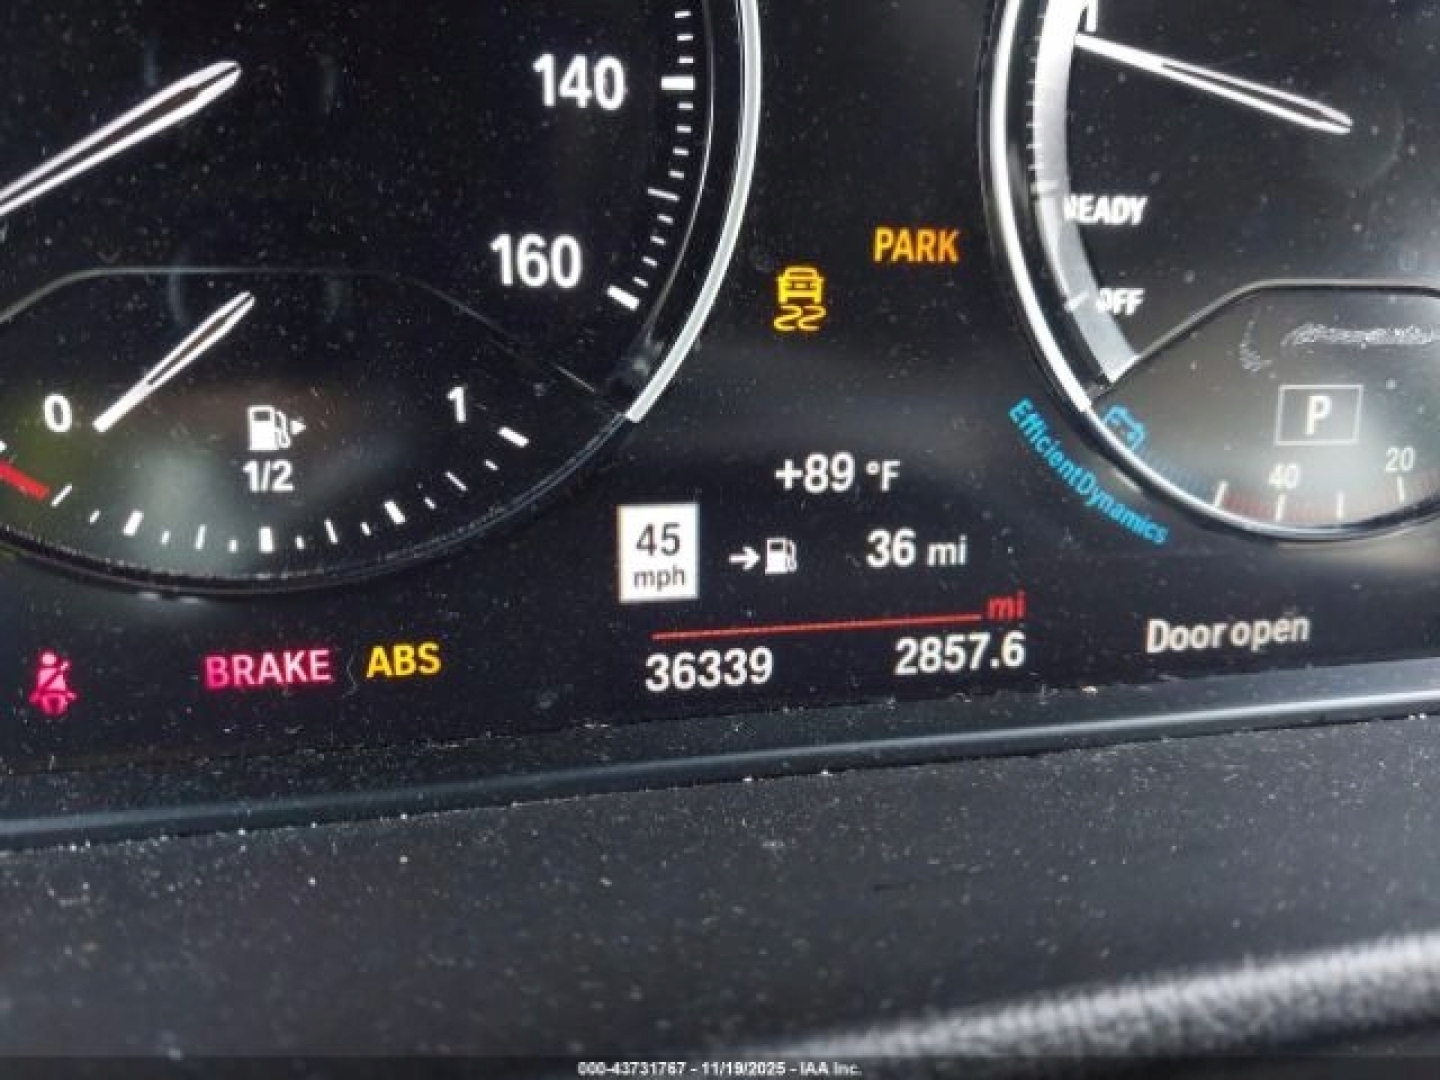 140
160
PARK
READY
OFF
0
1
1/2
P
40
20
EfficientDynamics
+89 °F
45
mph
36 mi
mi
36339
2857.6
Door open
BRAKE
ABS
000-43731767 - 11/19/2025 - IAA Inc.